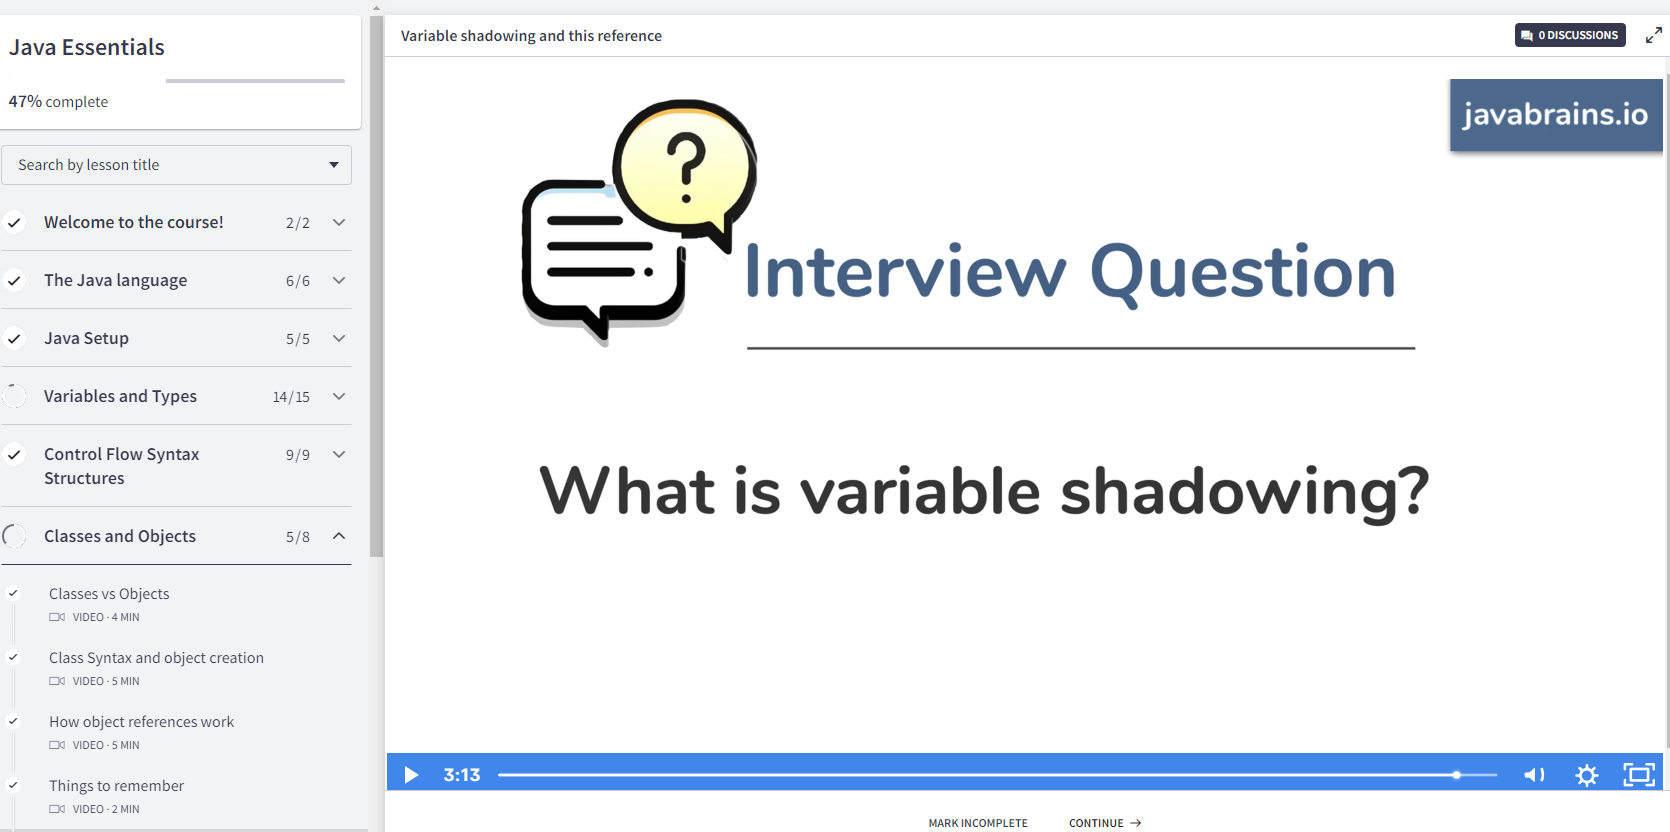 Java Essentials
47% complete
Search by lesson title
Welcome to the course! 2/2
The Java language 6/6
Java Setup 5/5
Variables and Types 14/15
Control Flow Syntax 9/9
Structures
Classes and Objects 5/8
Classes vs Objects
VIDEO · 4 MIN
Class Syntax and object creation
VIDEO · 5 MIN
How object references work
VIDEO · 5 MIN
Things to remember
VIDEO · 2 MIN
Variable shadowing and this reference
0 DISCUSSIONS
javabrains.io
?
Interview Question
What is variable shadowing?
3:13
MARK INCOMPLETE CONTINUE →